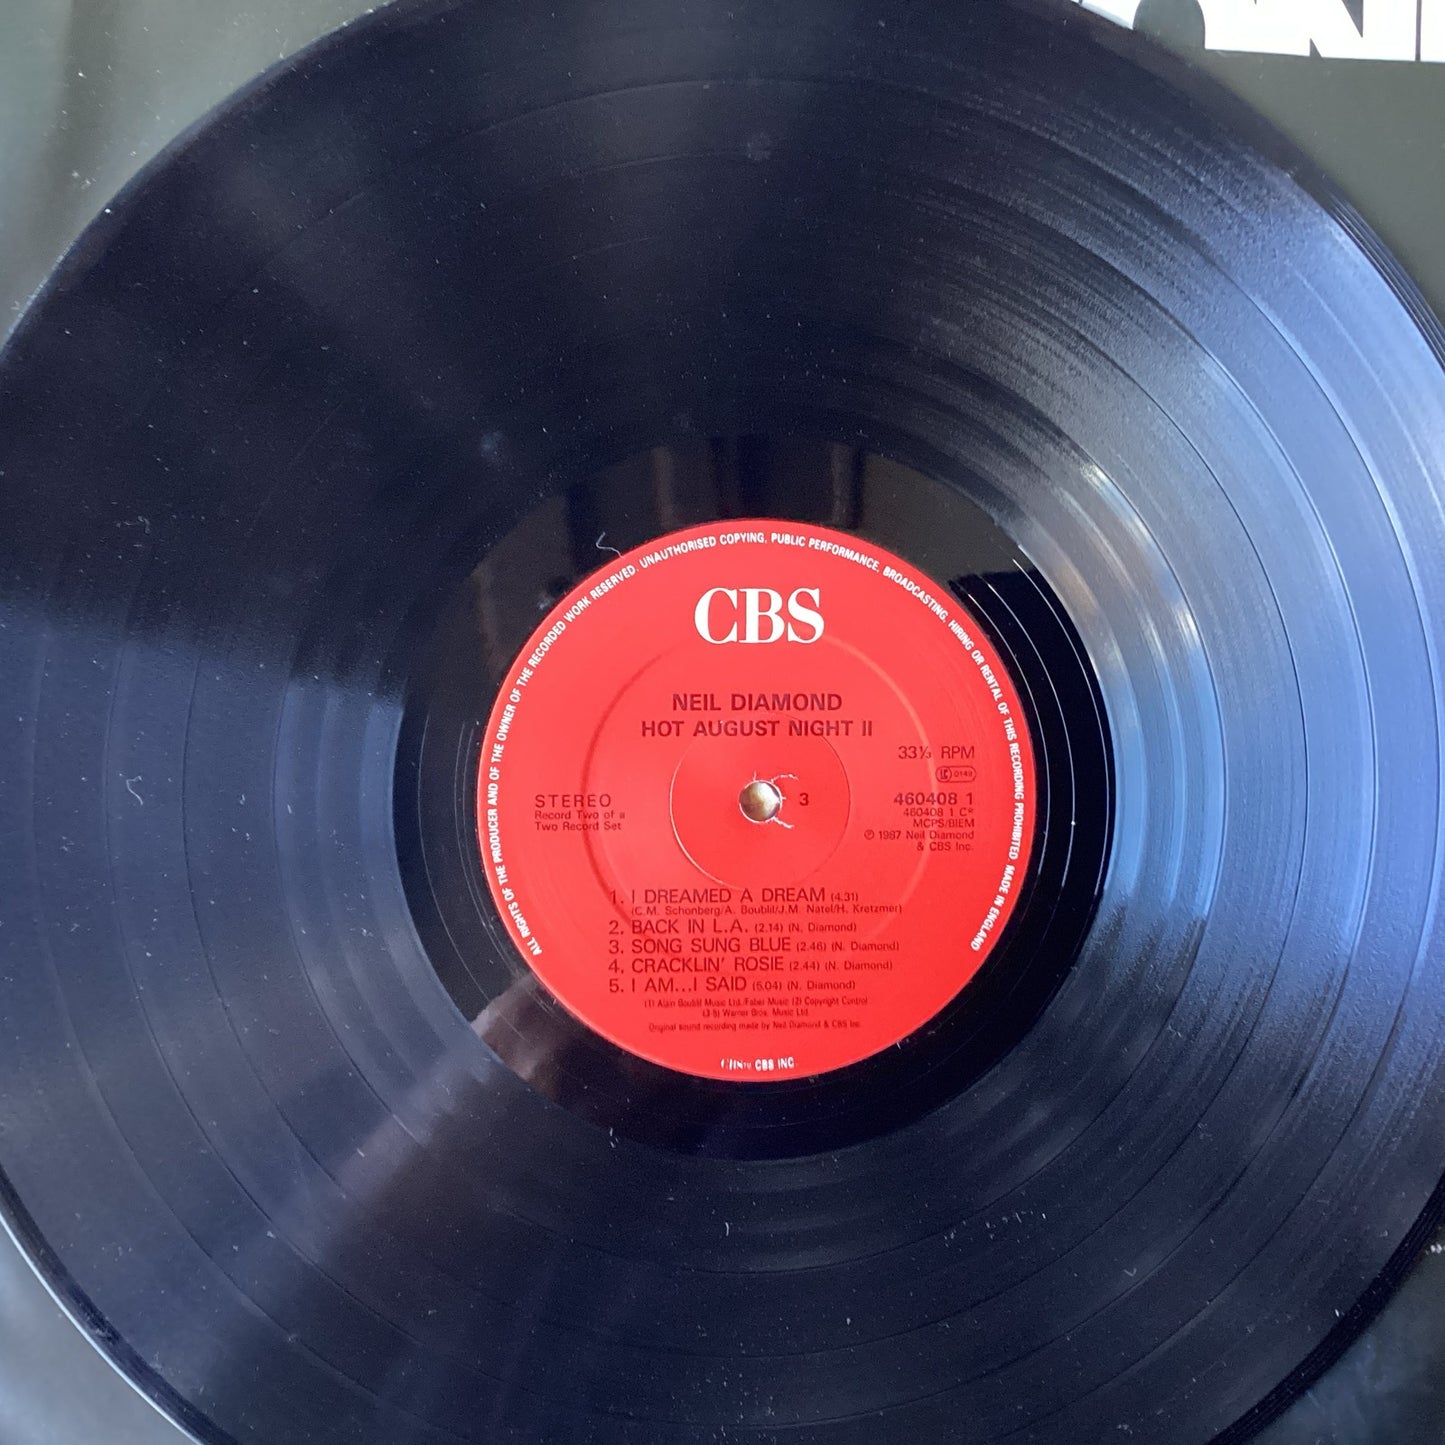 ALL RIGHTS OF THE PRODUCER AND OF THE OWNER OF THE RECORDED WORK RESERVED. UNAUTHORISED COPYING, PUBLIC PERFORMANCE, BROADCASTING, HIRING OR RENTAL OF THIS RECORDING PROHIBITED. MADE IN ENGLAND
CBS
NEIL DIAMOND
HOT AUGUST NIGHT II
33⅓ RPM
LC 0149
STEREO
Record Two of a
Two Record Set
3
460408 1
460408 1 C*
MCPS/BIEM
℗ 1987 Neil Diamond
& CBS Inc.
1. I DREAMED A DREAM (4.31)
(C.M. Schonberg/A. Boublil/J.M. Natel/H. Kretzmer)
2. BACK IN L.A. (2.14) (N. Diamond)
3. SONG SUNG BLUE (2.46) (N. Diamond)
4. CRACKLIN' ROSIE (2.44) (N. Diamond)
5. I AM...I SAID (5.04) (N. Diamond)
(1) Alain Boublil Music Ltd./Faber Music (2) Copyright Control
(3-5) Warner Bros. Music Ltd.
Original sound recording made by Neil Diamond & CBS Inc.
CBS INC.